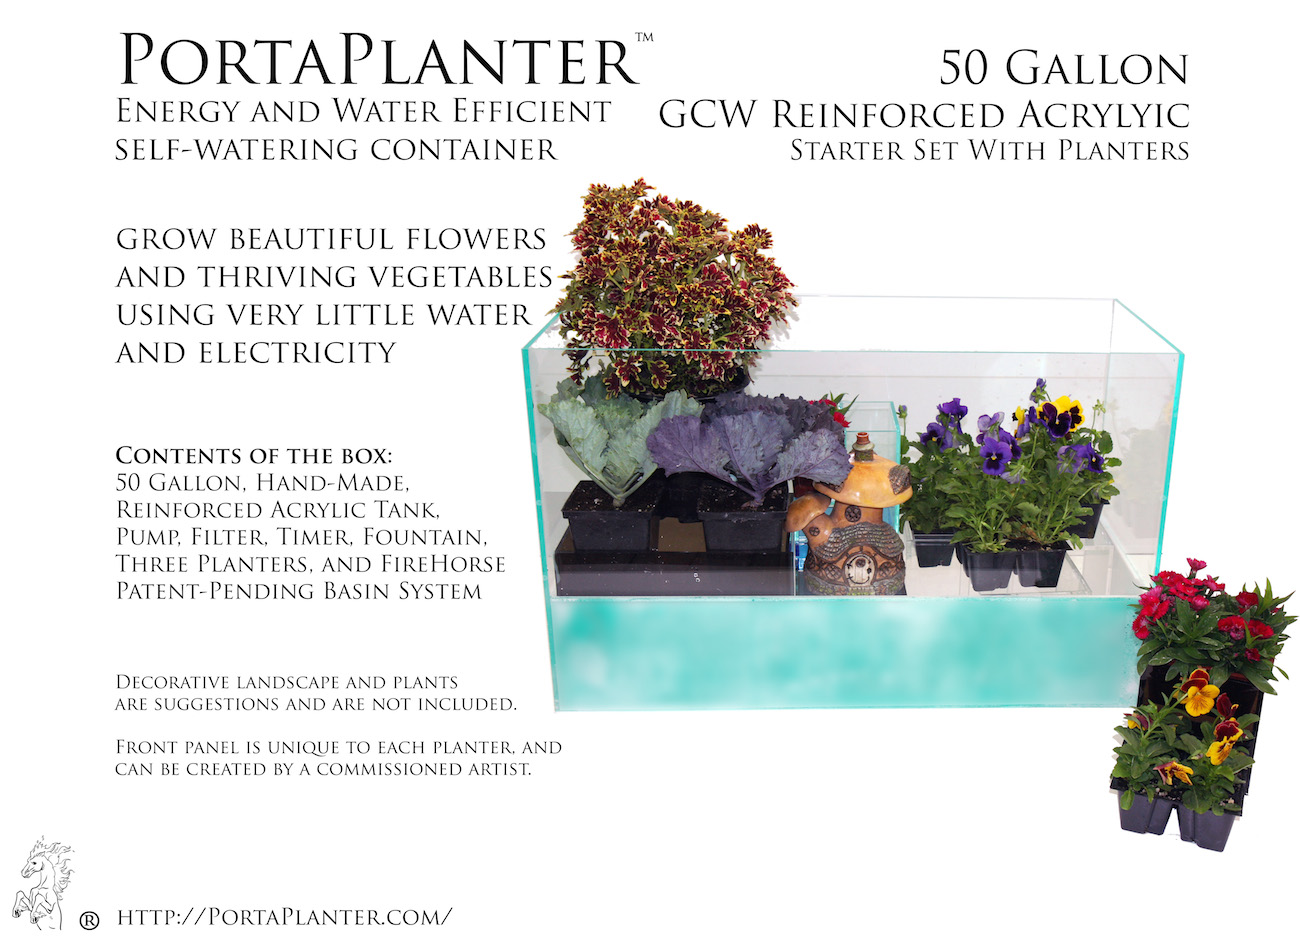 PortaPlanter™
Energy and Water Efficient
self-watering container
50 Gallon
GCW Reinforced Acrylyic
Starter Set With Planters
grow beautiful flowers
and thriving vegetables
using very little water
and electricity
Contents of the box:
50 Gallon, Hand-Made,
Reinforced Acrylic Tank,
Pump, Filter, Timer, Fountain,
Three Planters, and FireHorse
Patent-Pending Basin System
Decorative landscape and plants
are suggestions and are not included.
Front panel is unique to each planter, and
can be created by a commissioned artist.
® http://PortaPlanter.com/